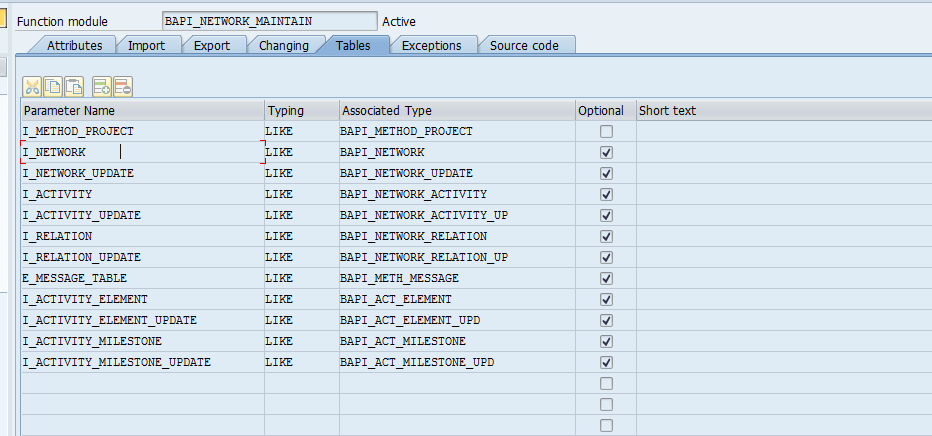 Function module BAPI_NETWORK_MAINTAIN Active
Attributes Import Export Changing Tables Exceptions Source code
Parameter Name Typing Associated Type Optional Short text
I_METHOD_PROJECT LIKE BAPI_METHOD_PROJECT
I_NETWORK LIKE BAPI_NETWORK
I_NETWORK_UPDATE LIKE BAPI_NETWORK_UPDATE
I_ACTIVITY LIKE BAPI_NETWORK_ACTIVITY
I_ACTIVITY_UPDATE LIKE BAPI_NETWORK_ACTIVITY_UP
I_RELATION LIKE BAPI_NETWORK_RELATION
I_RELATION_UPDATE LIKE BAPI_NETWORK_RELATION_UP
E_MESSAGE_TABLE LIKE BAPI_METH_MESSAGE
I_ACTIVITY_ELEMENT LIKE BAPI_ACT_ELEMENT
I_ACTIVITY_ELEMENT_UPDATE LIKE BAPI_ACT_ELEMENT_UPD
I_ACTIVITY_MILESTONE LIKE BAPI_ACT_MILESTONE
I_ACTIVITY_MILESTONE_UPDATE LIKE BAPI_ACT_MILESTONE_UPD